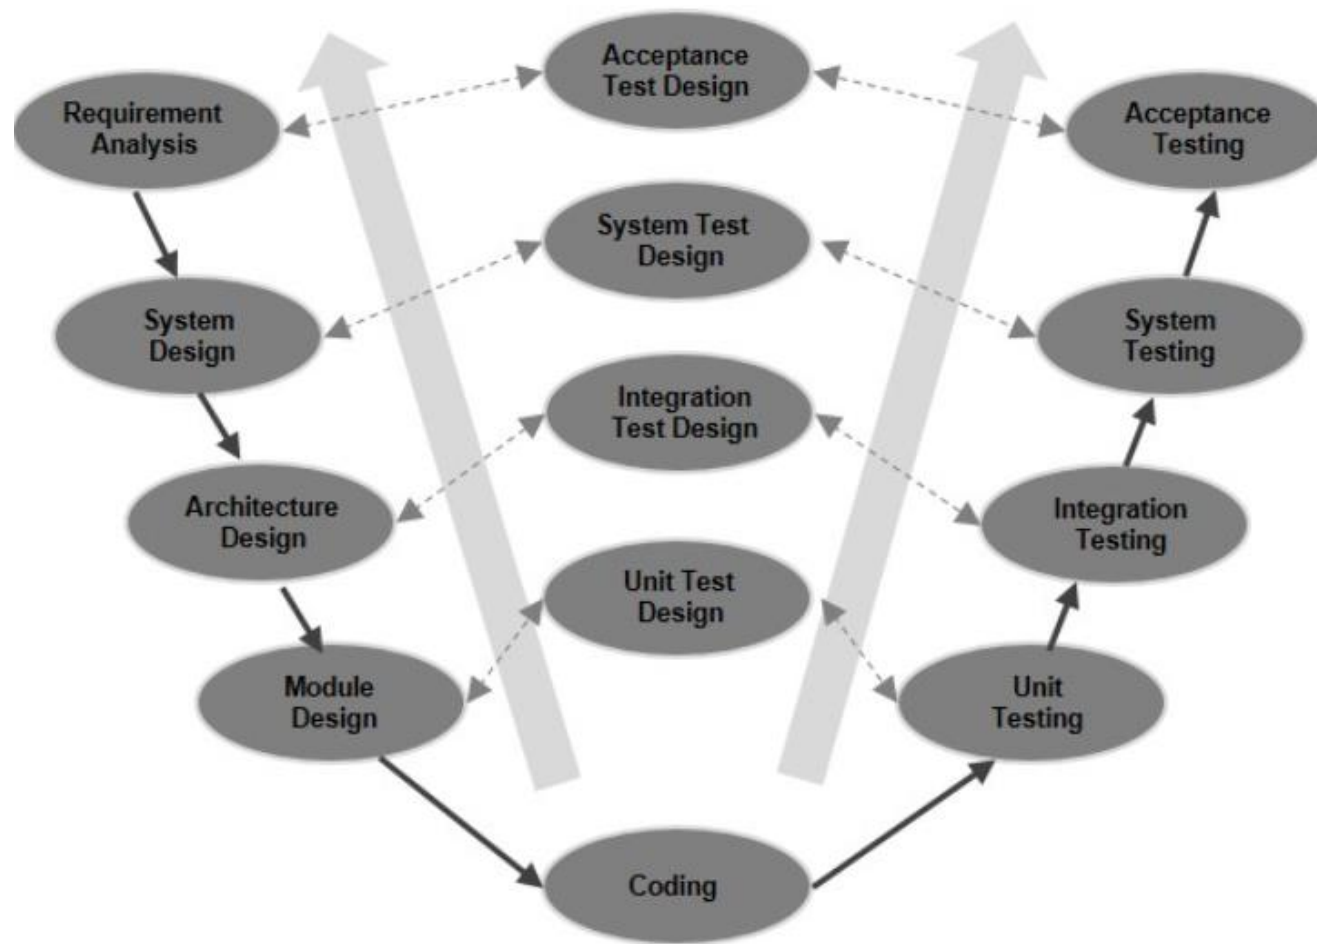 Acceptance
Test Design
Requirement
Analysis
Acceptance
Testing
System Test
Design
System
Design
System
Testing
Integration
Test Design
Architecture
Design
Integration
Testing
Unit Test
Design
Module
Design
Unit
Testing
Coding